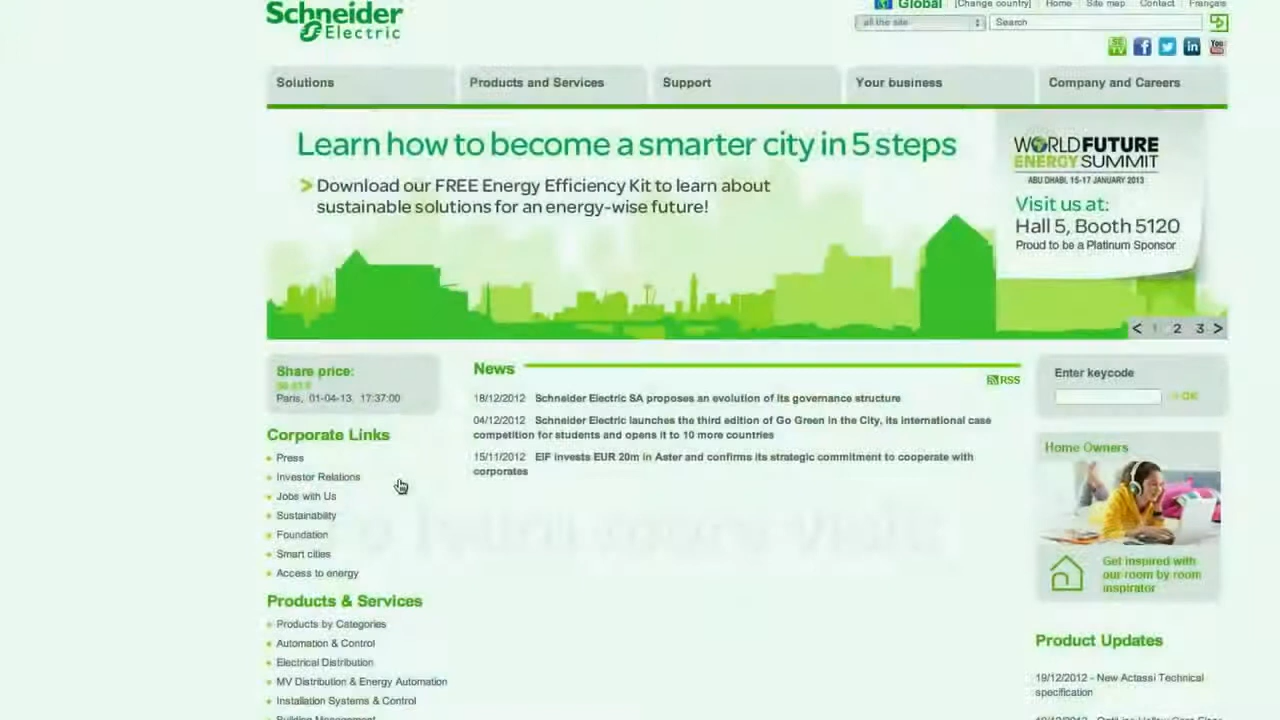 Schneider
Electric
Global [Change country] Home Site map Contact Français
all the site
Search
SE TV
You
Solutions
Products and Services
Support
Your business
Company and Careers
Learn how to become a smarter city in 5 steps
> Download our FREE Energy Efficiency Kit to learn about
sustainable solutions for an energy-wise future!
WORLD FUTURE
ENERGY SUMMIT
ABU DHABI, 15-17 JANUARY 2013
Visit us at:
Hall 5, Booth 5120
Proud to be a Platinum Sponsor
< 1 2 3 >
Share price:
Paris, 01-04-13, 17:37:00
Corporate Links
Press
Investor Relations
Jobs with Us
Sustainability
Foundation
Smart cities
Access to energy
Products & Services
Products by Categories
Automation & Control
Electrical Distribution
MV Distribution & Energy Automation
Installation Systems & Control
Building Management
News
RSS
18/12/2012 Schneider Electric SA proposes an evolution of its governance structure
04/12/2012 Schneider Electric launches the third edition of Go Green in the City, its international case
competition for students and opens it to 10 more countries
15/11/2012 EIF invests EUR 20m in Aster and confirms its strategic commitment to cooperate with
corporates
To learn more visit:
Enter keycode
OK
Home Owners
Get inspired with
our room by room
inspirator
Product Updates
19/12/2012 - New Actassi Technical
specification